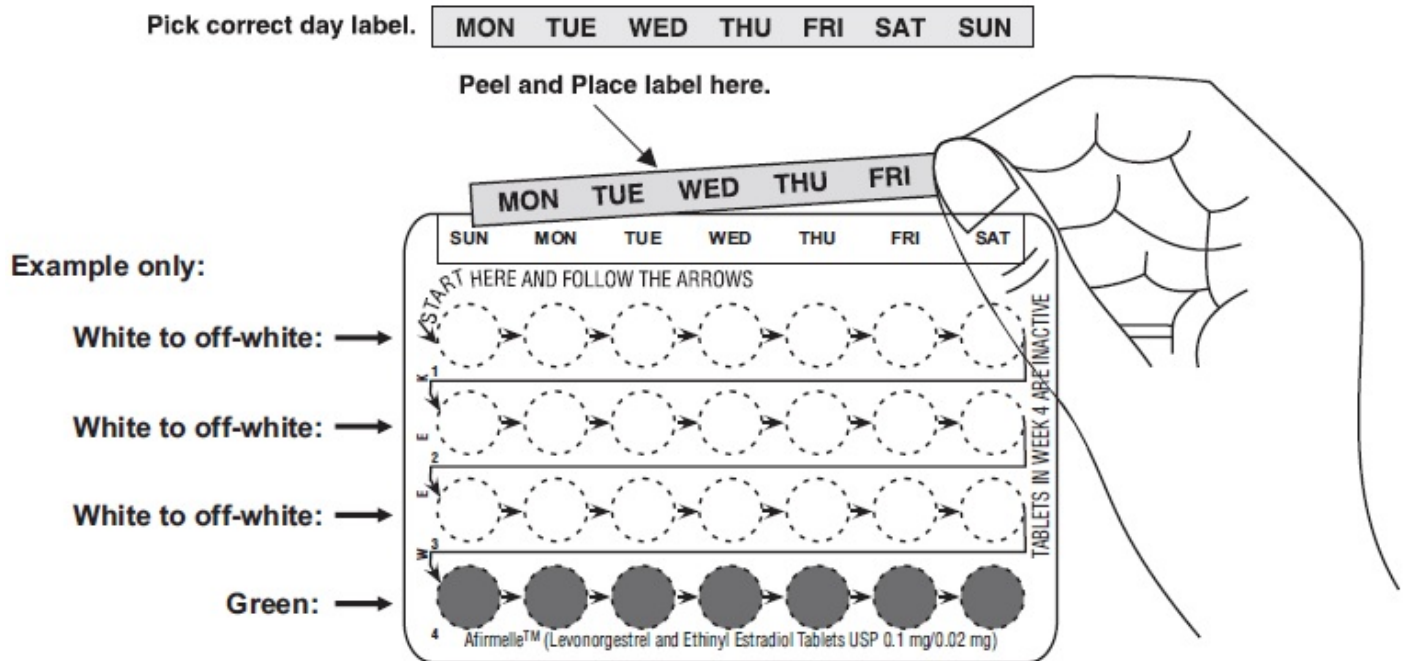 Pick correct day label. MON TUE WED THU FRI SAT SUN
Peel and Place label here.
MON TUE WED THU FRI
SUN MON TUE WED THU FRI SAT
Example only:
START HERE AND FOLLOW THE ARROWS
White to off-white:
White to off-white:
White to off-white:
Green:
W E E K
1
2
3
4
TABLETS IN WEEK 4 ARE INACTIVE
Afirmelle™ (Levonorgestrel and Ethinyl Estradiol Tablets USP 0.1 mg/0.02 mg)